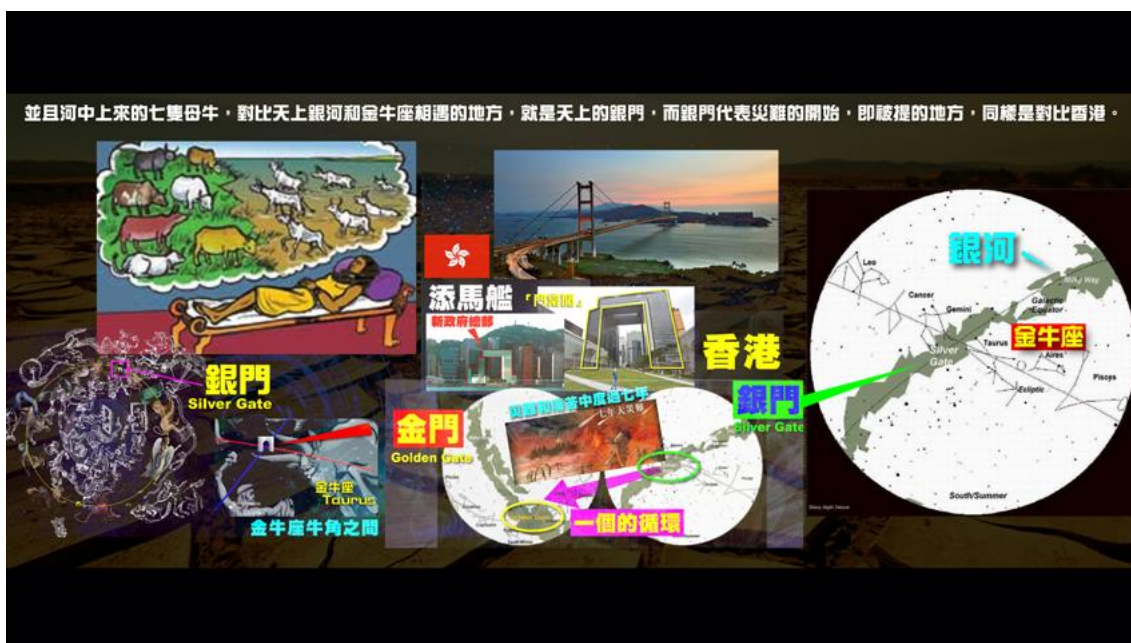 並且河中上來的七隻母牛，對比天上銀河和金牛座相遇的地方，就是天上的銀門，而銀門代表災難的開始，即被提的地方，同樣是對比香港。
銀門
Silver Gate
金牛座
Taurus
金牛座牛角之間
添馬艦
「門常開」
新政府總部
香港
金門
Golden Gate
七年大災難
一個的循環
銀門
Silver Gate
銀河
Milky Way
Leo
Cancer
Gemini
Galactic
Equator
Silver
Gate
Taurus
金牛座
Aires
Pisces
Ecliptic
South/Summer